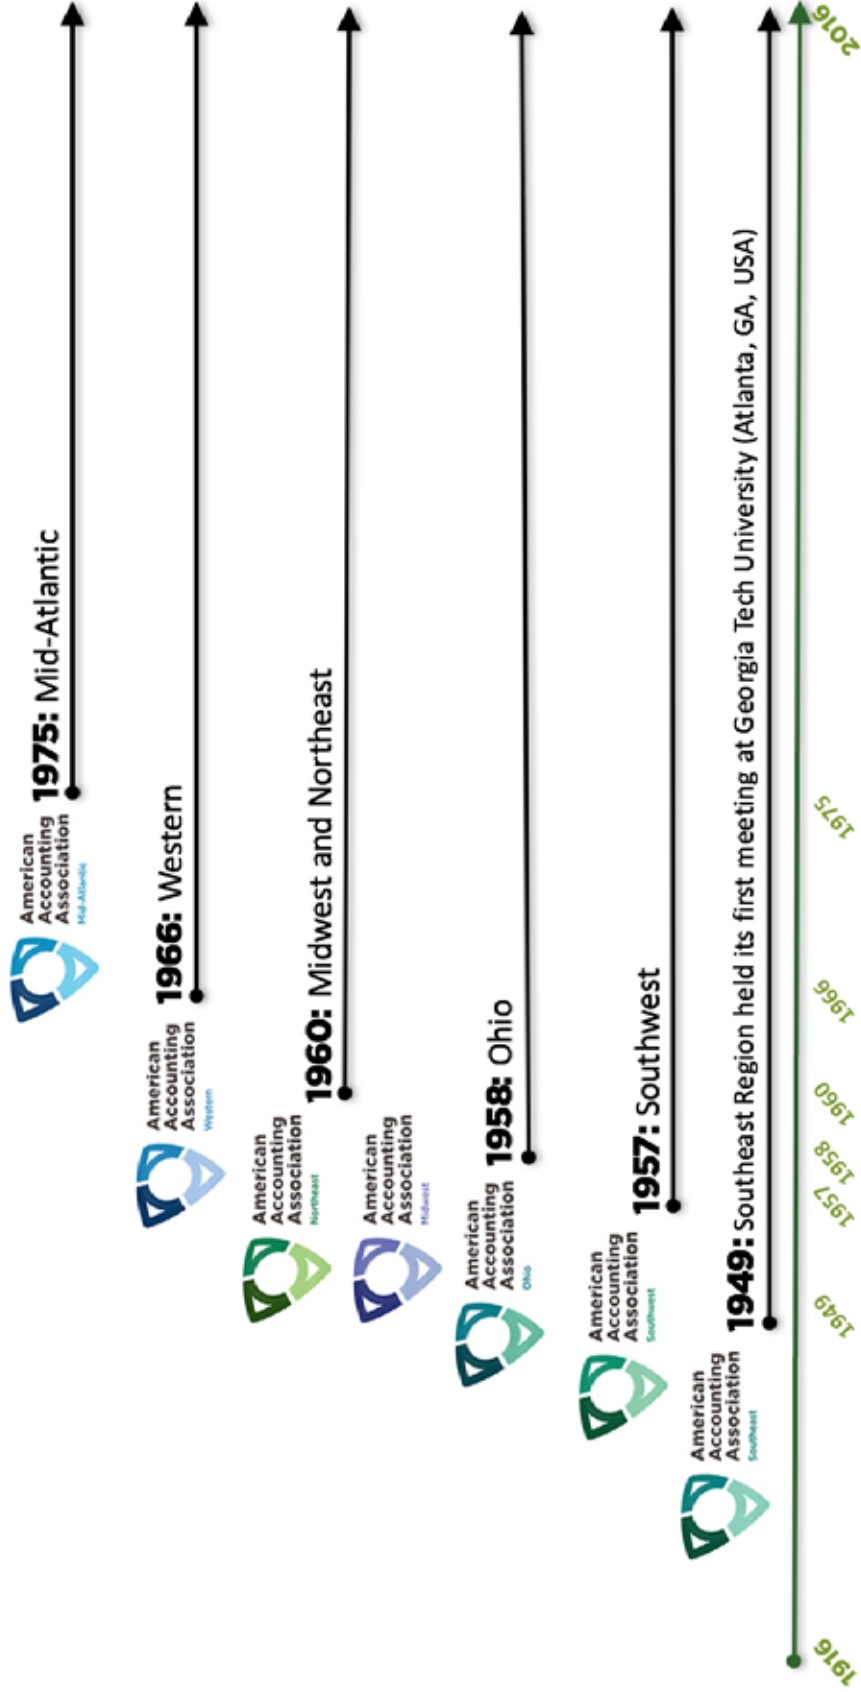 American
Accounting
Association
Mid-Atlantic
1975: Mid-Atlantic
American
Accounting
Association
Western
1966: Western
American
Accounting
Association
Northeast
1960: Midwest and Northeast
American
Accounting
Association
Midwest
American
Accounting
Association
Ohio
1958: Ohio
American
Accounting
Association
Southwest
1957: Southwest
American
Accounting
Association
Southeast
1949: Southeast Region held its first meeting at Georgia Tech University (Atlanta, GA, USA)
1916
1949
1957
1958
1960
1966
1975
2016